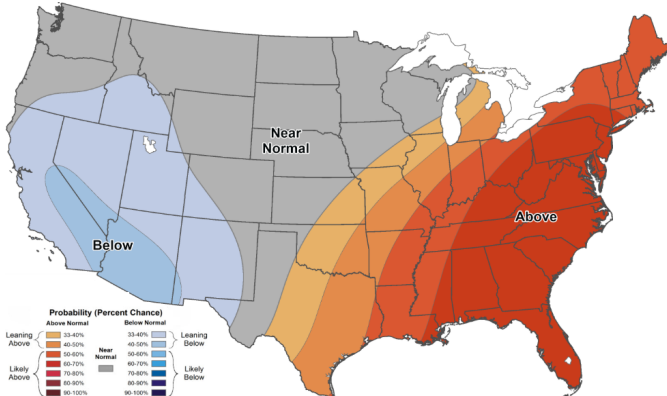 Near
Normal
Above
Below
Probability (Percent Chance)
Above Normal
Below Normal
Leaning
Above
Likely
Above
33-40%
40-50%
50-60%
60-70%
70-80%
80-90%
90-100%
Near
Normal
33-40%
40-50%
50-60%
60-70%
70-80%
80-90%
90-100%
Leaning
Below
Likely
Below